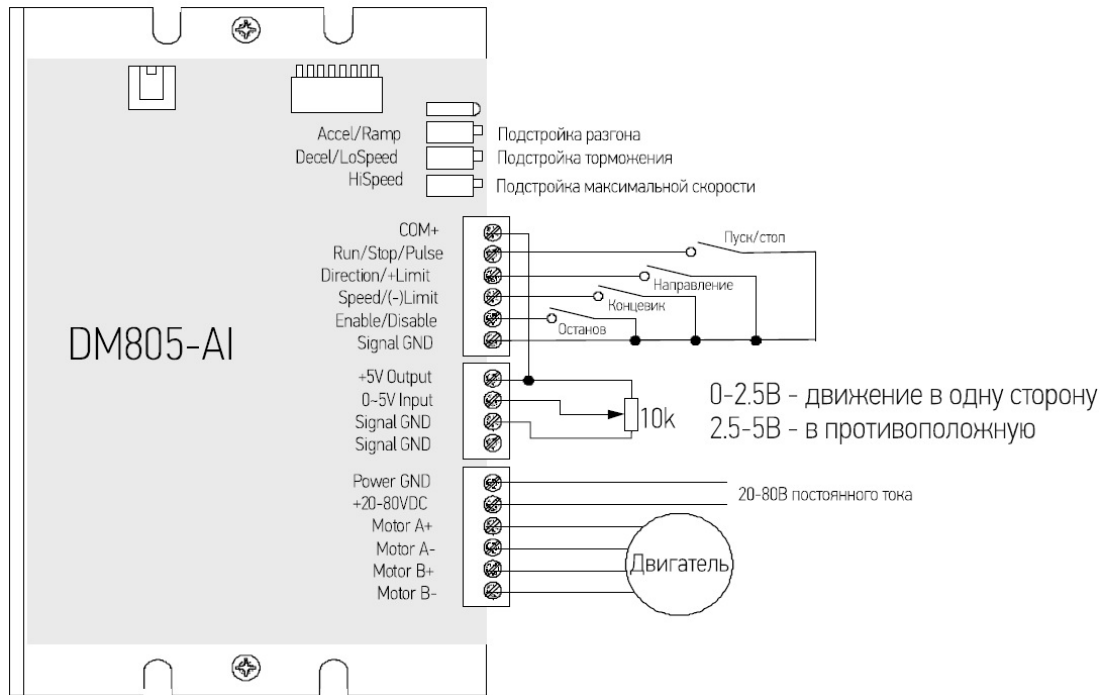 Accel/Ramp
Подстройка разгона
Decel/LoSpeed
Подстройка торможения
HiSpeed
Подстройка максимальной скорости
COM+
Run/Stop/Pulse
Пуск/стоп
Direction/+Limit
Направление
Speed/(-)Limit
Концевик
Enable/Disable
Останов
Signal GND
DM805-AI
+5V Output
0~5V Input
Signal GND
Signal GND
10k
0-2.5В - движение в одну сторону
2.5-5В - в противоположную
Power GND
+20-80VDC
20-80В постоянного тока
Motor A+
Motor A-
Motor B+
Motor B-
Двигатель